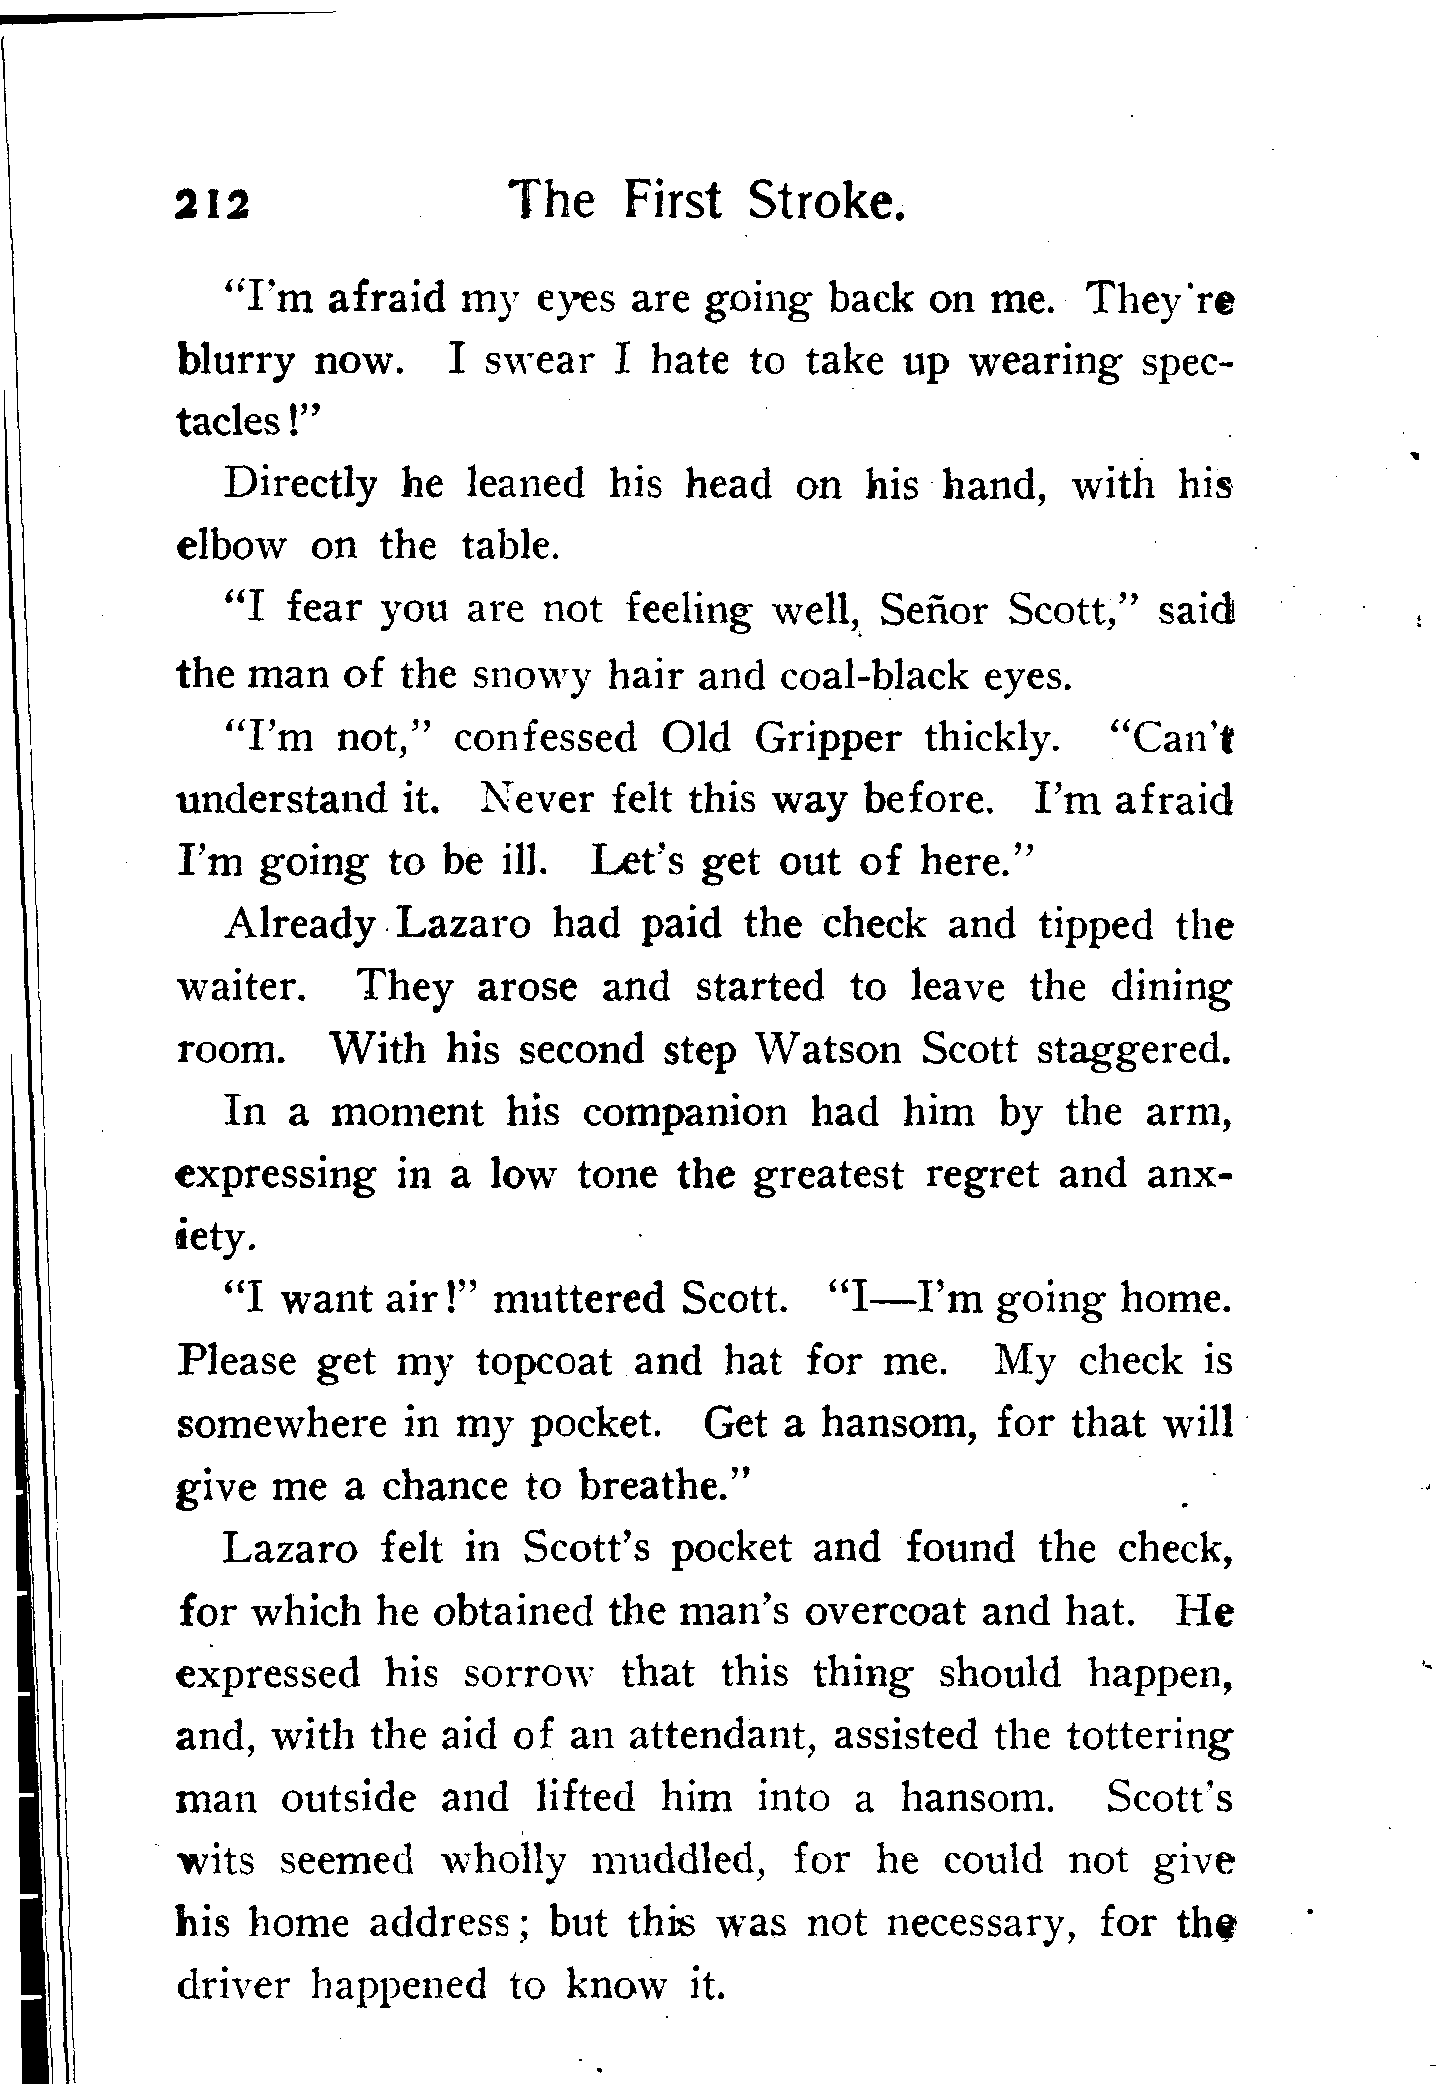 212 The First Stroke.
“I’m afraid my eyes are going back on me. They’re
blurry now. I swear I hate to take up wearing spec-
tacles!”
Directly he leaned his head on his hand, with his
elbow on the table.
“I fear you are not feeling well, Señor Scott,” said
the man of the snowy hair and coal-black eyes.
“I’m not,” confessed Old Gripper thickly. “Can’t
understand it. Never felt this way before. I’m afraid
I’m going to be ill. Let’s get out of here.”
Already Lazaro had paid the check and tipped the
waiter. They arose and started to leave the dining
room. With his second step Watson Scott staggered.
In a moment his companion had him by the arm,
expressing in a low tone the greatest regret and anx-
iety.
“I want air!” muttered Scott. “I—I’m going home.
Please get my topcoat and hat for me. My check is
somewhere in my pocket. Get a hansom, for that will
give me a chance to breathe.”
Lazaro felt in Scott’s pocket and found the check,
for which he obtained the man’s overcoat and hat. He
expressed his sorrow that this thing should happen,
and, with the aid of an attendant, assisted the tottering
man outside and lifted him into a hansom. Scott’s
wits seemed wholly muddled, for he could not give
his home address; but this was not necessary, for the
driver happened to know it.